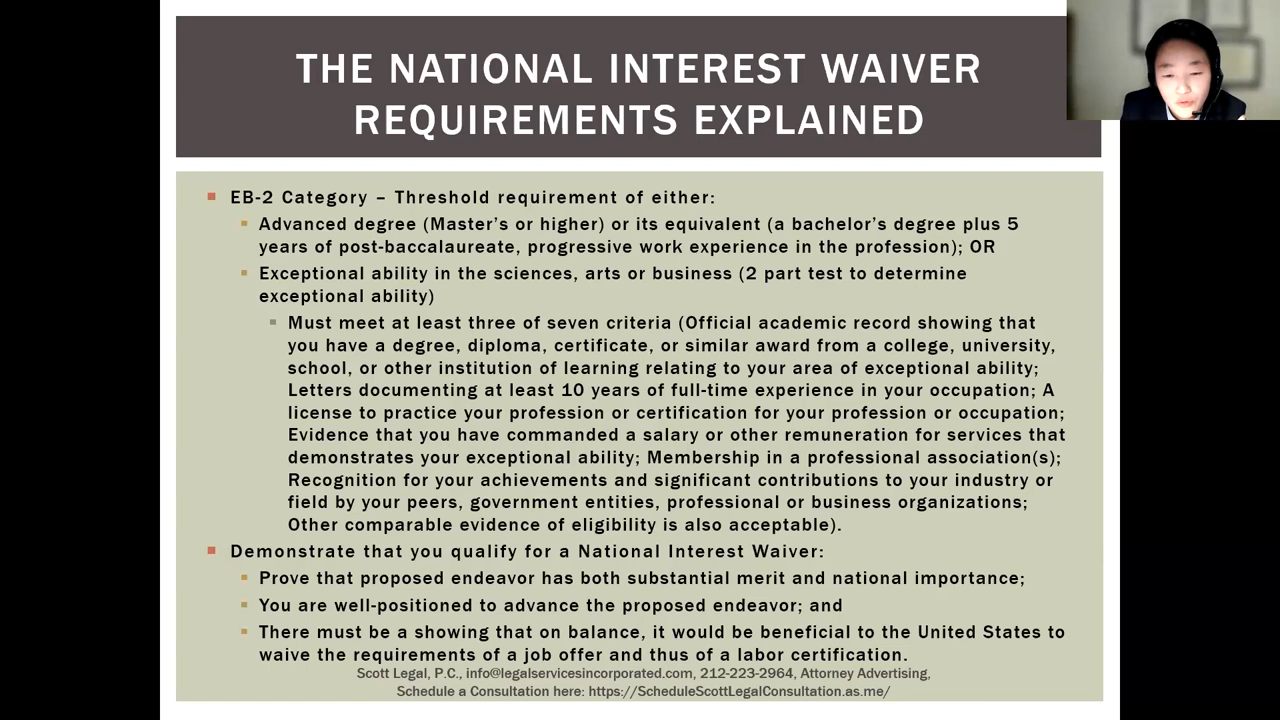 THE NATIONAL INTEREST WAIVER
REQUIREMENTS EXPLAINED
EB-2 Category – Threshold requirement of either:
Advanced degree (Master's or higher) or its equivalent (a bachelor's degree plus 5
years of post-baccalaureate, progressive work experience in the profession); OR
Exceptional ability in the sciences, arts or business (2 part test to determine
exceptional ability)
Must meet at least three of seven criteria (Official academic record showing that
you have a degree, diploma, certificate, or similar award from a college, university,
school, or other institution of learning relating to your area of exceptional ability;
Letters documenting at least 10 years of full-time experience in your occupation; A
license to practice your profession or certification for your profession or occupation;
Evidence that you have commanded a salary or other remuneration for services that
demonstrates your exceptional ability; Membership in a professional association(s);
Recognition for your achievements and significant contributions to your industry or
field by your peers, government entities, professional or business organizations;
Other comparable evidence of eligibility is also acceptable).
Demonstrate that you qualify for a National Interest Waiver:
Prove that proposed endeavor has both substantial merit and national importance;
You are well-positioned to advance the proposed endeavor; and
There must be a showing that on balance, it would be beneficial to the United States to
waive the requirements of a job offer and thus of a labor certification.
Scott Legal, P.C., info@legalservicesincorporated.com, 212-223-2964, Attorney Advertising,
Schedule a Consultation here: https://ScheduleScottLegalConsultation.as.me/